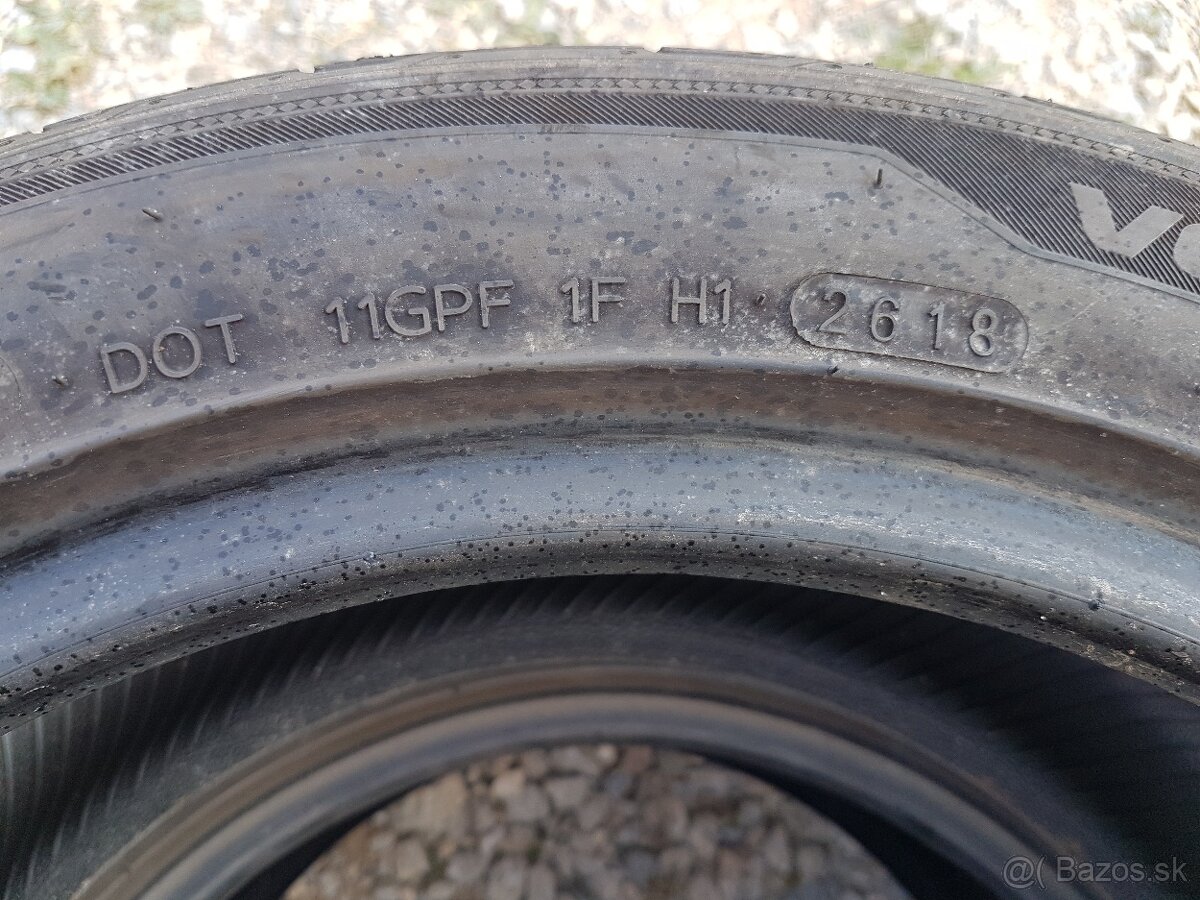 DOT 11GPF 1F H1 2618
@( Bazos.sk